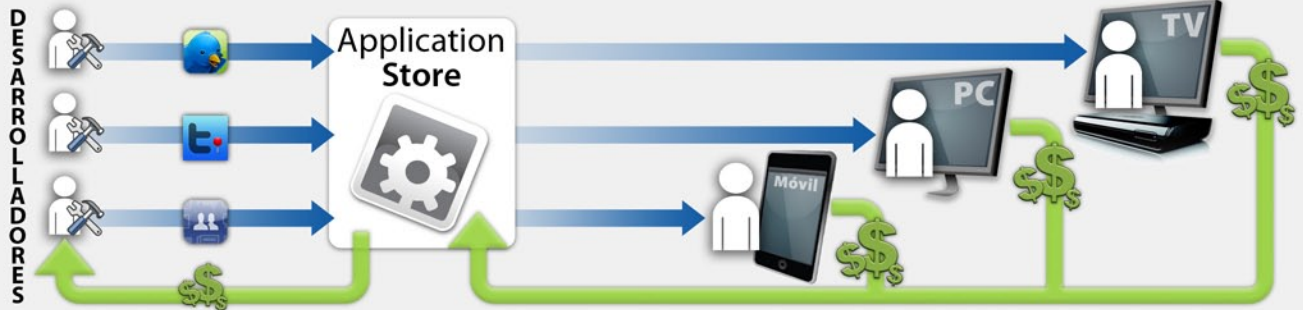 DESARROLLADORES
Application
Store
TV
PC
Móvil
t.
$$$
$$$
$$$
$$$